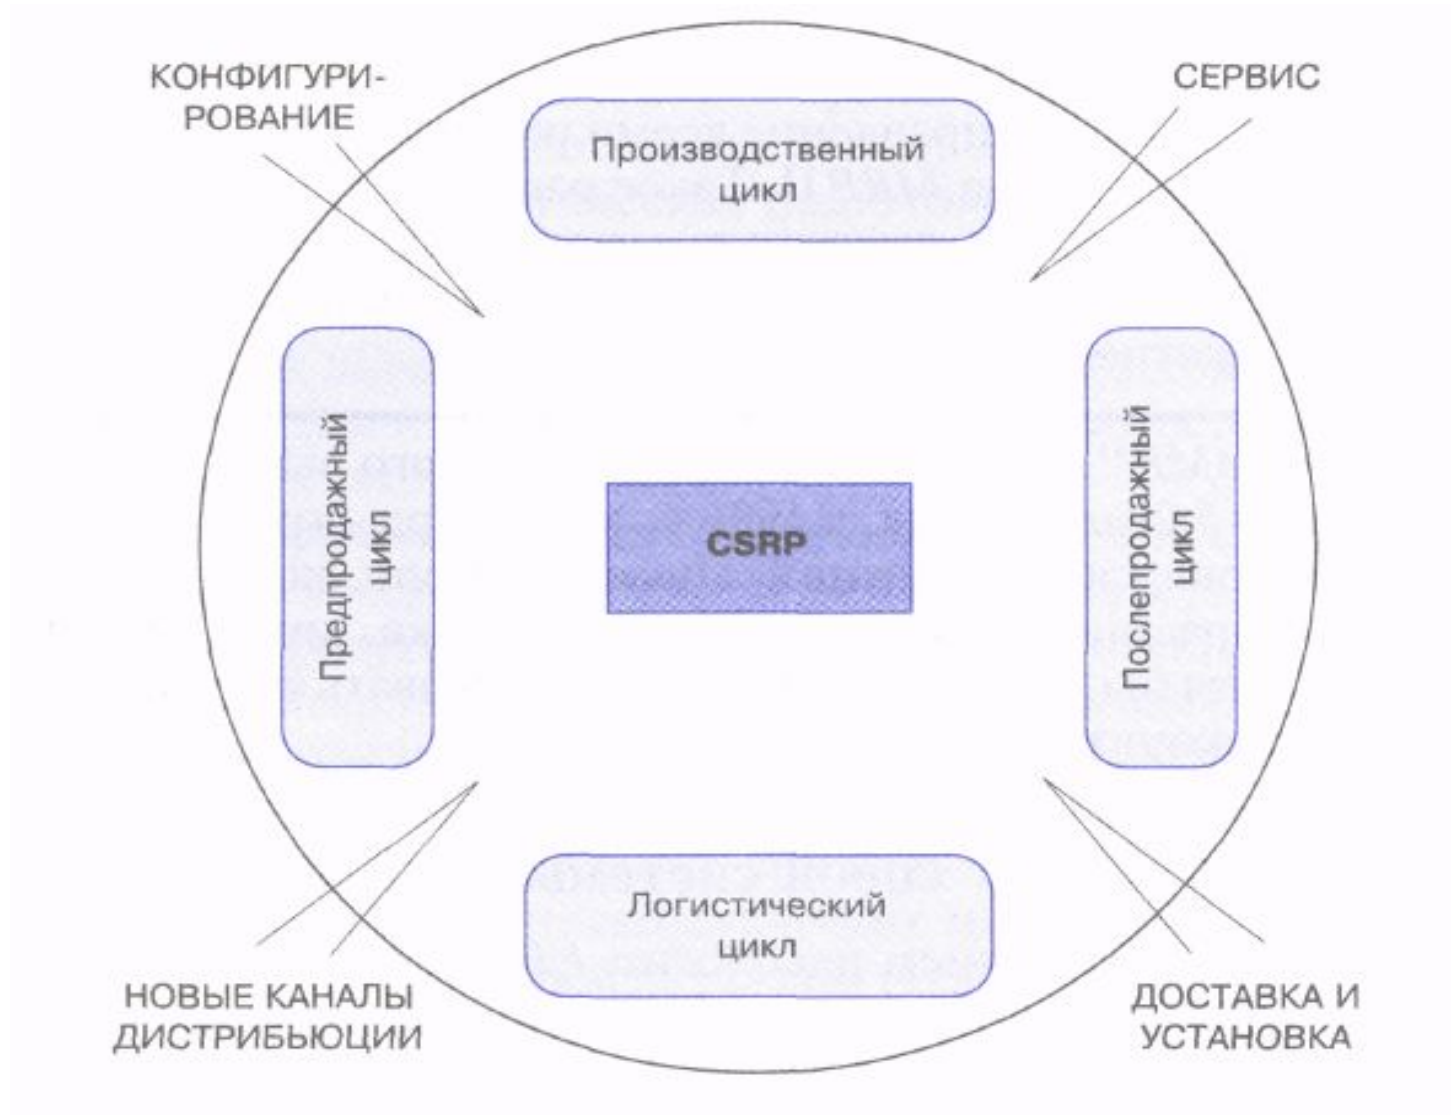 КОНФИГУРИ-
РОВАНИЕ
СЕРВИС
Производственный
цикл
Предпродажный
цикл
CSRP
Послепродажный
цикл
Логистический
цикл
НОВЫЕ КАНАЛЫ
ДИСТРИБЬЮЦИИ
ДОСТАВКА И
УСТАНОВКА